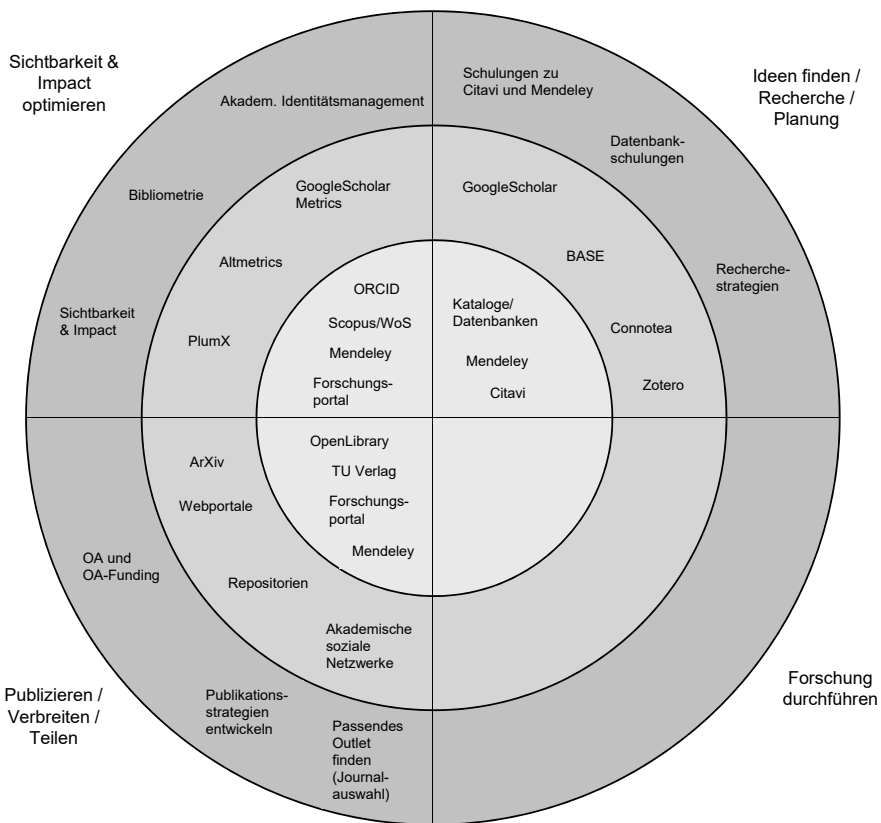 Sichtbarkeit &
Impact
optimieren
Ideen finden /
Recherche /
Planung
Akadem. Identitätsmanagement
Bibliometrie
Sichtbarkeit
& Impact
GoogleScholar
Metrics
Altmetrics
PlumX
ORCID
Scopus/WoS
Mendeley
Forschungs-
portal
Schulungen zu
Citavi und Mendeley
Datenbank-
schulungen
Recherche-
strategien
GoogleScholar
BASE
Connotea
Zotero
Kataloge/
Datenbanken
Mendeley
Citavi
OpenLibrary
TU Verlag
Forschungs-
portal
Mendeley
ArXiv
Webportale
Repositorien
Akademische
soziale
Netzwerke
OA und
OA-Funding
Publikations-
strategien
entwickeln
Passendes
Outlet
finden
(Journal-
auswahl)
Publizieren /
Verbreiten /
Teilen
Forschung
durchführen